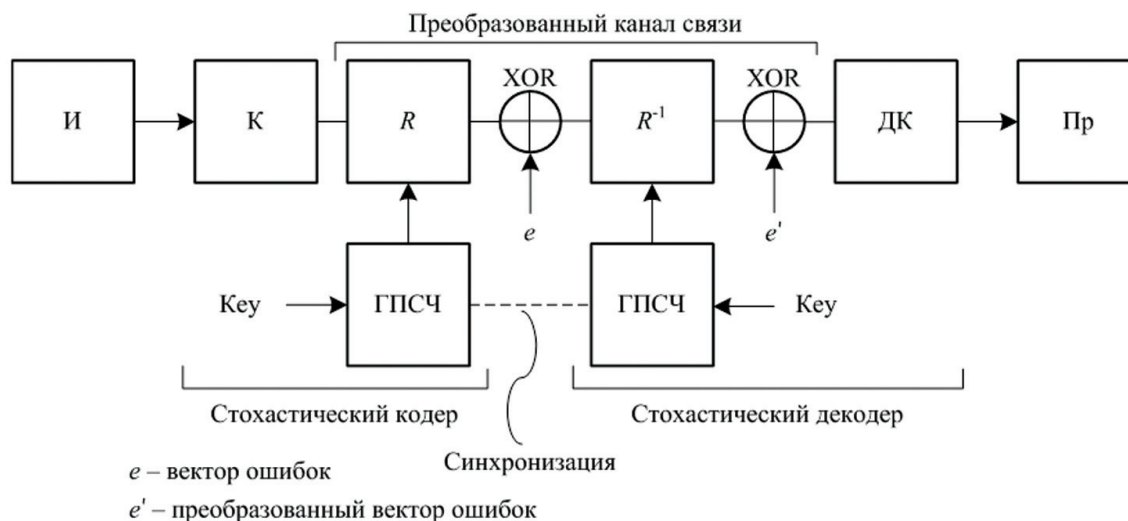 Преобразованный канал связи
XOR
XOR
И
К
R
R⁻¹
ДК
Пр
e
e'
Key
ГПСЧ
ГПСЧ
Key
Стохастический кодер
Стохастический декодер
Синхронизация
e – вектор ошибок
e' – преобразованный вектор ошибок